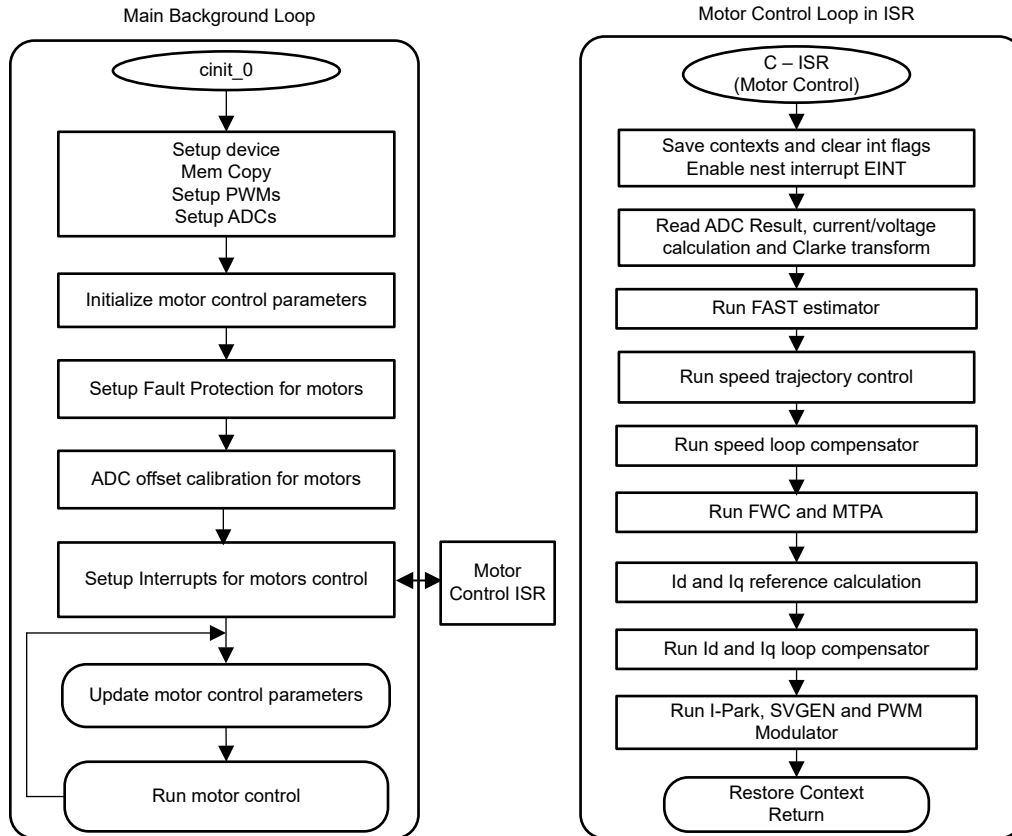 Main Background Loop
cinit_0
Setup device
Mem Copy
Setup PWMs
Setup ADCs
Initialize motor control parameters
Setup Fault Protection for motors
ADC offset calibration for motors
Setup Interrupts for motors control
Motor
Control ISR
Update motor control parameters
Run motor control
Motor Control Loop in ISR
C – ISR
(Motor Control)
Save contexts and clear int flags
Enable nest interrupt EINT
Read ADC Result, current/voltage
calculation and Clarke transform
Run FAST estimator
Run speed trajectory control
Run speed loop compensator
Run FWC and MTPA
Id and Iq reference calculation
Run Id and Iq loop compensator
Run I-Park, SVGEN and PWM
Modulator
Restore Context
Return